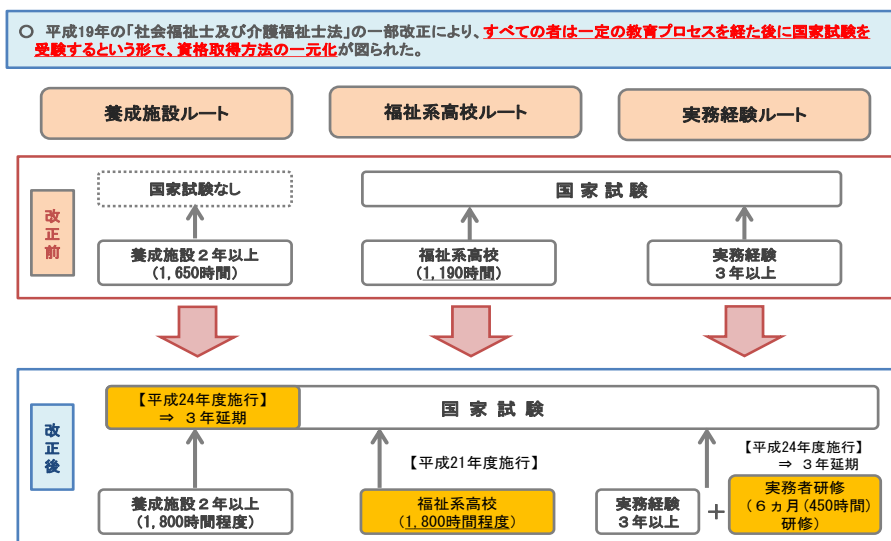 ○ 平成19年の「社会福祉士及び介護福祉士法」の一部改正により、すべての者は一定の教育プロセスを経た後に国家試験を
受験するという形で、資格取得方法の一元化が図られた。
養成施設ルート
福祉系高校ルート
実務経験ルート
改正前
国家試験なし
国家試験
養成施設2年以上
(1,650時間)
福祉系高校
(1,190時間)
実務経験
3年以上
改正後
【平成24年度施行】
⇒ 3年延期
国家試験
【平成21年度施行】
【平成24年度施行】
⇒ 3年延期
養成施設2年以上
(1,800時間程度)
福祉系高校
(1,800時間程度)
実務経験
3年以上
+
実務者研修
(6ヵ月(450時間)
研修)